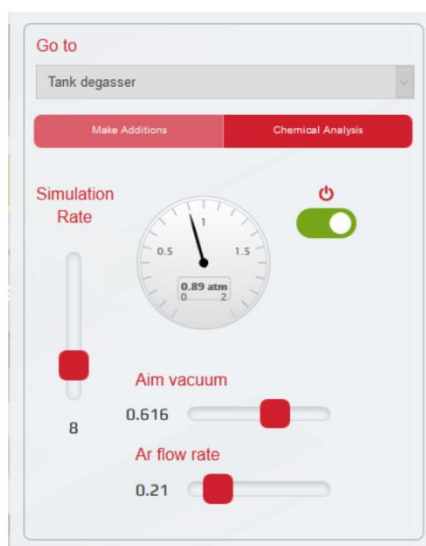 Go to
Tank degasser
Make Additions Chemical Analysis
Simulation
Rate
1
0.5 1.5
0.89 atm
0 2
Aim vacuum
0.616
8
Ar flow rate
0.21